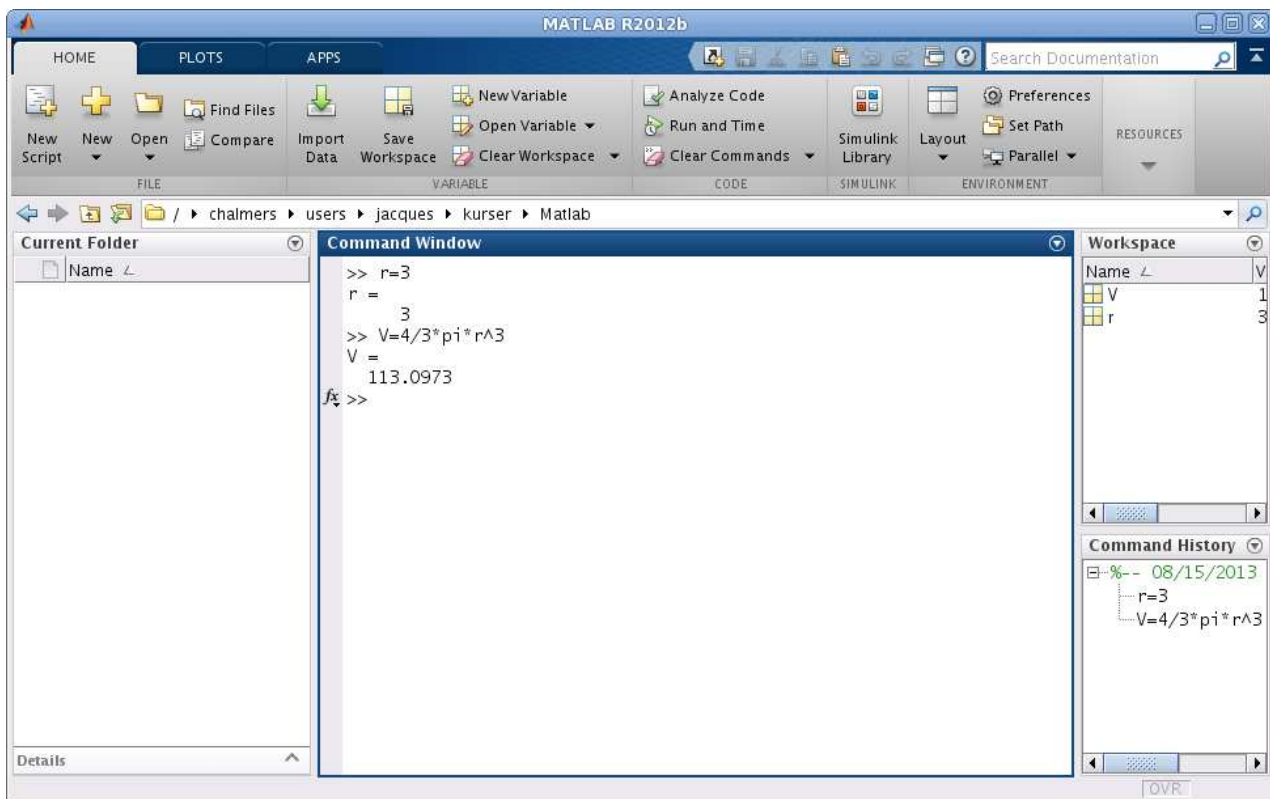 MATLAB R2012b
HOME PLOTS APPS Search Documentation
New Script
New
Open
Find Files
Compare
FILE
Import Data
Save Workspace
New Variable
Open Variable
Clear Workspace
VARIABLE
Analyze Code
Run and Time
Clear Commands
CODE
Simulink Library
SIMULINK
Layout
Preferences
Set Path
Parallel
ENVIRONMENT
RESOURCES
/ chalmers users jacques kurser Matlab
Current Folder
Name
Details
Command Window
>> r=3
r =
3
>> V=4/3*pi*r^3
V =
113.0973
fx >>
Workspace
Name V
V 1
r 3
Command History
%-- 08/15/2013
r=3
V=4/3*pi*r^3
OVR